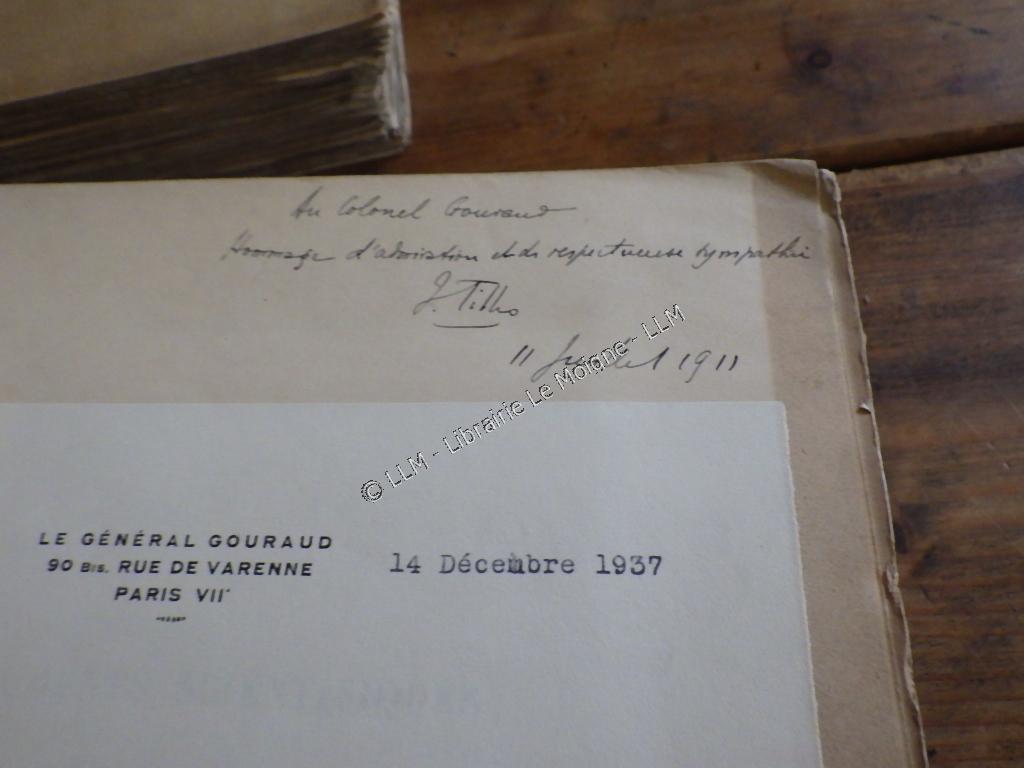 Au Colonel Gouraud
Hommage d'admiration et de respectueuse sympathie
J. Tilho
11 Juillet 1911
© LLM - Librairie Le Moigne - LLM
LE GÉNÉRAL GOURAUD
90 BIS. RUE DE VARENNE
PARIS VIIᵉ
14 Décembre 1937